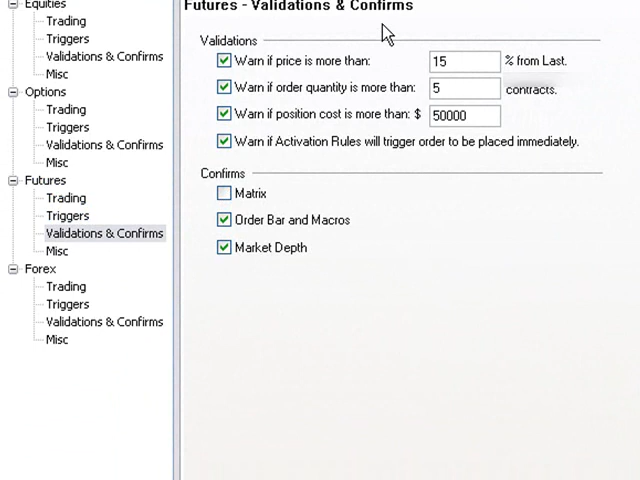 Equities
Trading
Triggers
Validations & Confirms
Misc
Options
Trading
Triggers
Validations & Confirms
Misc
Futures
Trading
Triggers
Validations & Confirms
Misc
Forex
Trading
Triggers
Validations & Confirms
Misc
Futures - Validations & Confirms
Validations
Warn if price is more than: 15 % from Last.
Warn if order quantity is more than: 5 contracts.
Warn if position cost is more than: $ 50000
Warn if Activation Rules will trigger order to be placed immediately.
Confirms
Matrix
Order Bar and Macros
Market Depth